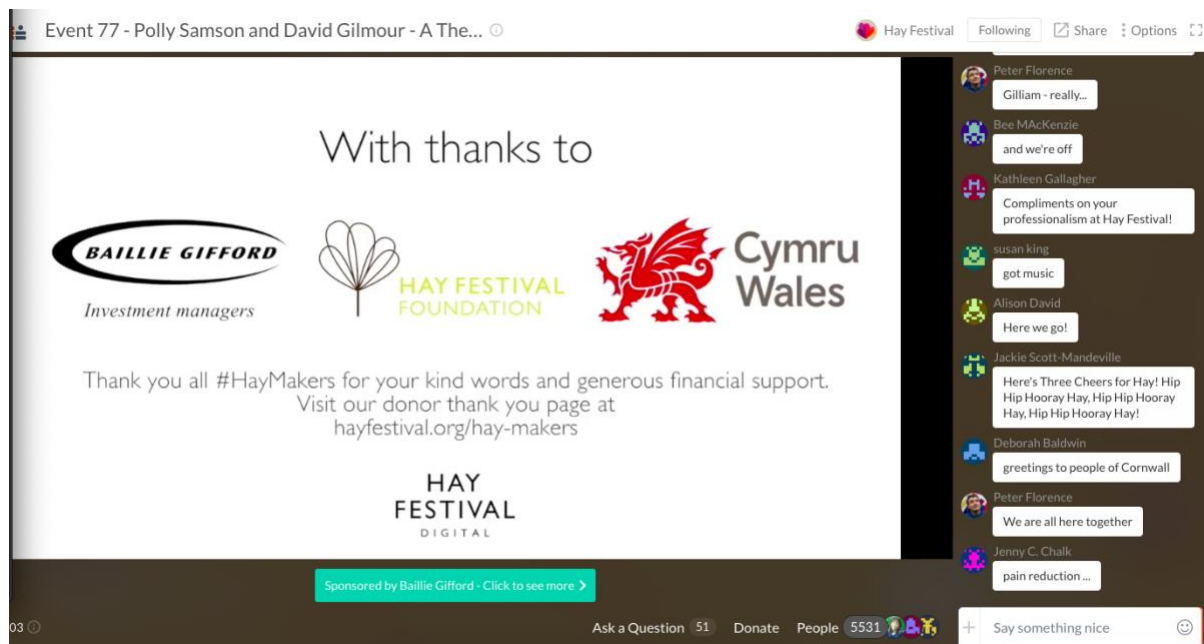 Event 77 - Polly Samson and David Gilmour - A The...
Hay Festival
Following
Share
Options
With thanks to
BAILLIE GIFFORD
Investment managers
HAY FESTIVAL
FOUNDATION
Cymru
Wales
Thank you all #HayMakers for your kind words and generous financial support.
Visit our donor thank you page at
hayfestival.org/hay-makers
HAY
FESTIVAL
DIGITAL
Sponsored by Baillie Gifford - Click to see more
03
Ask a Question 51
Donate
People 5531
Peter Florence
Gilliam - really...
Bee MAcKenzie
and we're off
Kathleen Gallagher
Compliments on your
professionalism at Hay Festival!
susan king
got music
Alison David
Here we go!
Jackie Scott-Mandeville
Here's Three Cheers for Hay! Hip
Hip Hooray Hay, Hip Hip Hooray
Hay, Hip Hip Hooray Hay!
Deborah Baldwin
greetings to people of Cornwall
Peter Florence
We are all here together
Jenny C. Chalk
pain reduction ...
Say something nice